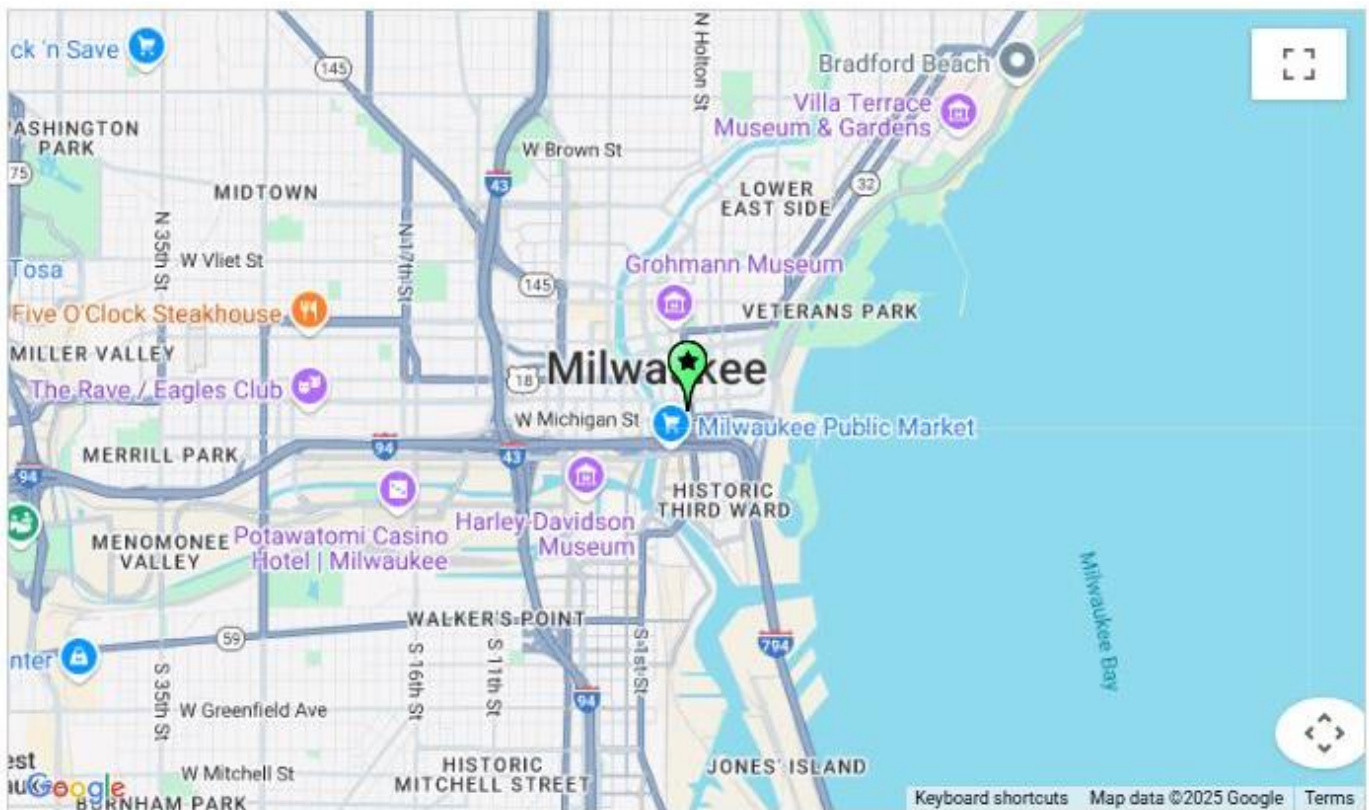 ck 'n Save
145
N Holton St
Bradford Beach
Villa Terrace
Museum & Gardens
ASHINGTON
PARK
75
W Brown St
43
MIDTOWN
LOWER
EAST SIDE
32
N 35th St
N 17th St
W Vliet St
Tosa
Grohmann Museum
145
Five O'Clock Steakhouse
VETERANS PARK
MILLER VALLEY
Milwaukee
18
The Rave / Eagles Club
W Michigan St
Milwaukee Public Market
94
43
MERRILL PARK
94
HISTORIC
THIRD WARD
Harley-Davidson
Museum
Potawatomi Casino
Hotel | Milwaukee
MENOMONEE
VALLEY
Milwaukee Bay
WALKER'S POINT
59
794
nter
S 35th St
S 16th St
S 11th St
S 1st St
94
W Greenfield Ave
est
auk
W Mitchell St
HISTORIC
MITCHELL STREET
JONES' ISLAND
Google
BURNHAM PARK
Keyboard shortcuts
Map data ©2025 Google
Terms